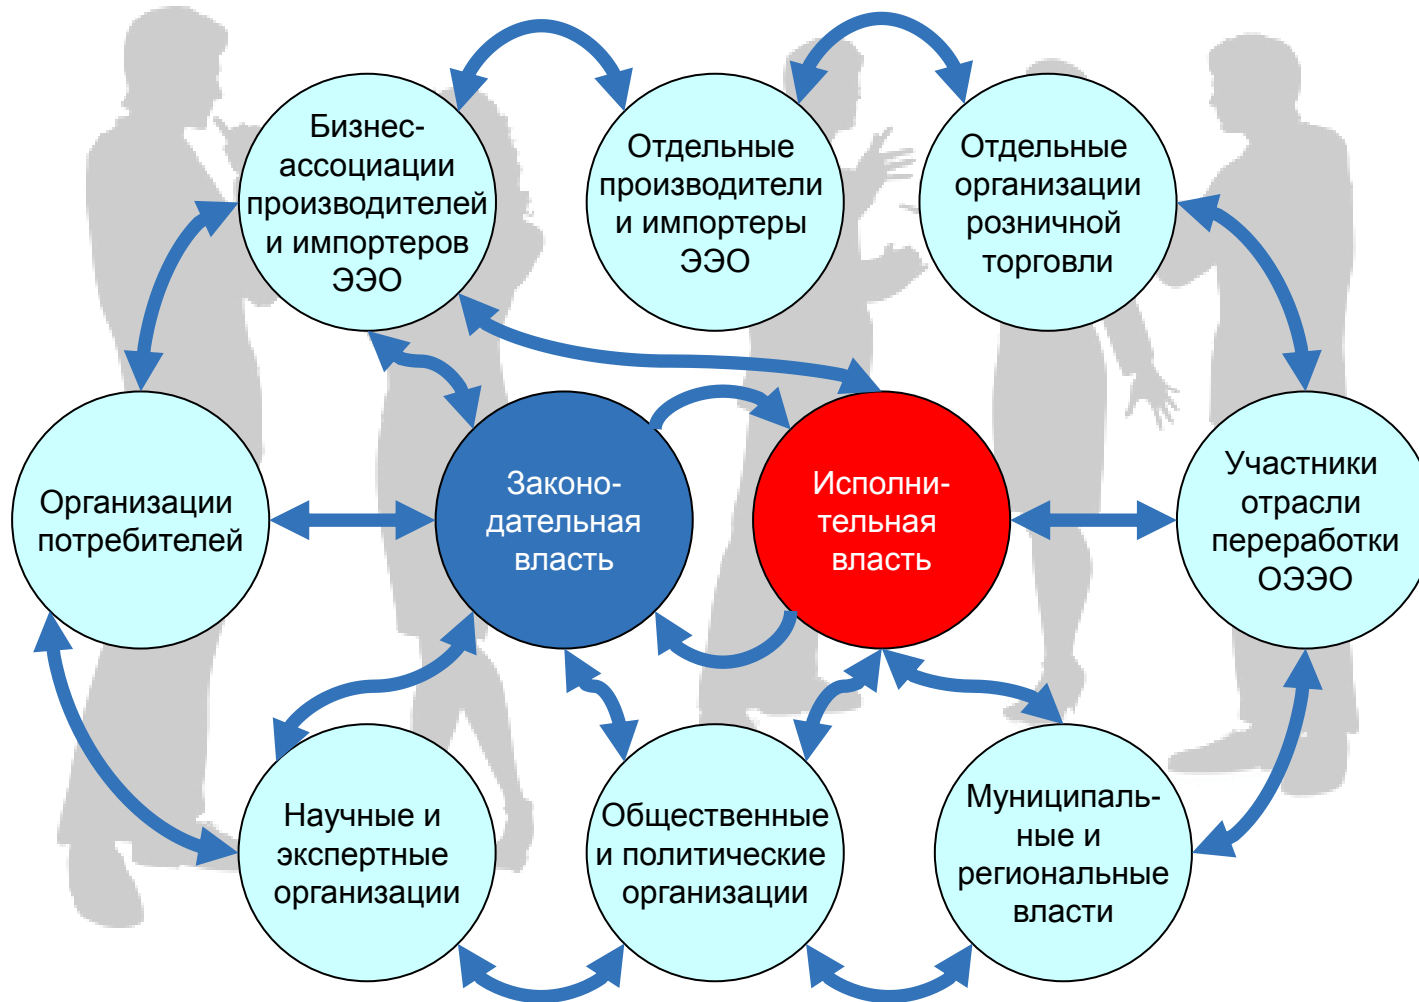 Бизнес-
ассоциации
производителей
и импортеров
ЭЭО
Отдельные
производители
и импортеры
ЭЭО
Отдельные
организации
розничной
торговли
Организации
потребителей
Законо-
дательная
власть
Исполни-
тельная
власть
Участники
отрасли
переработки
ОЭЭО
Научные и
экспертные
организации
Общественные
и политические
организации
Муниципаль-
ные и
региональные
власти